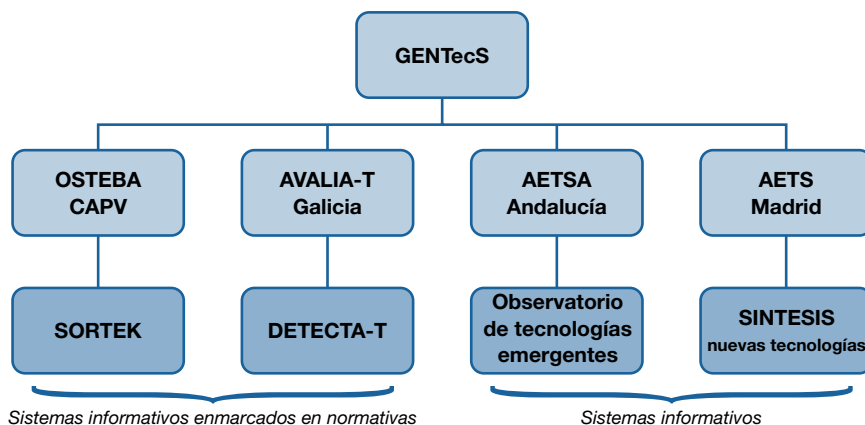 GENTecS
OSTEBA
CAPV
AVALIA-T
Galicia
AETSA
Andalucía
AETS
Madrid
SORTEK
DETECTA-T
Observatorio
de tecnologías
emergentes
SINTESIS
nuevas tecnologías
Sistemas informativos enmarcados en normativas
Sistemas informativos